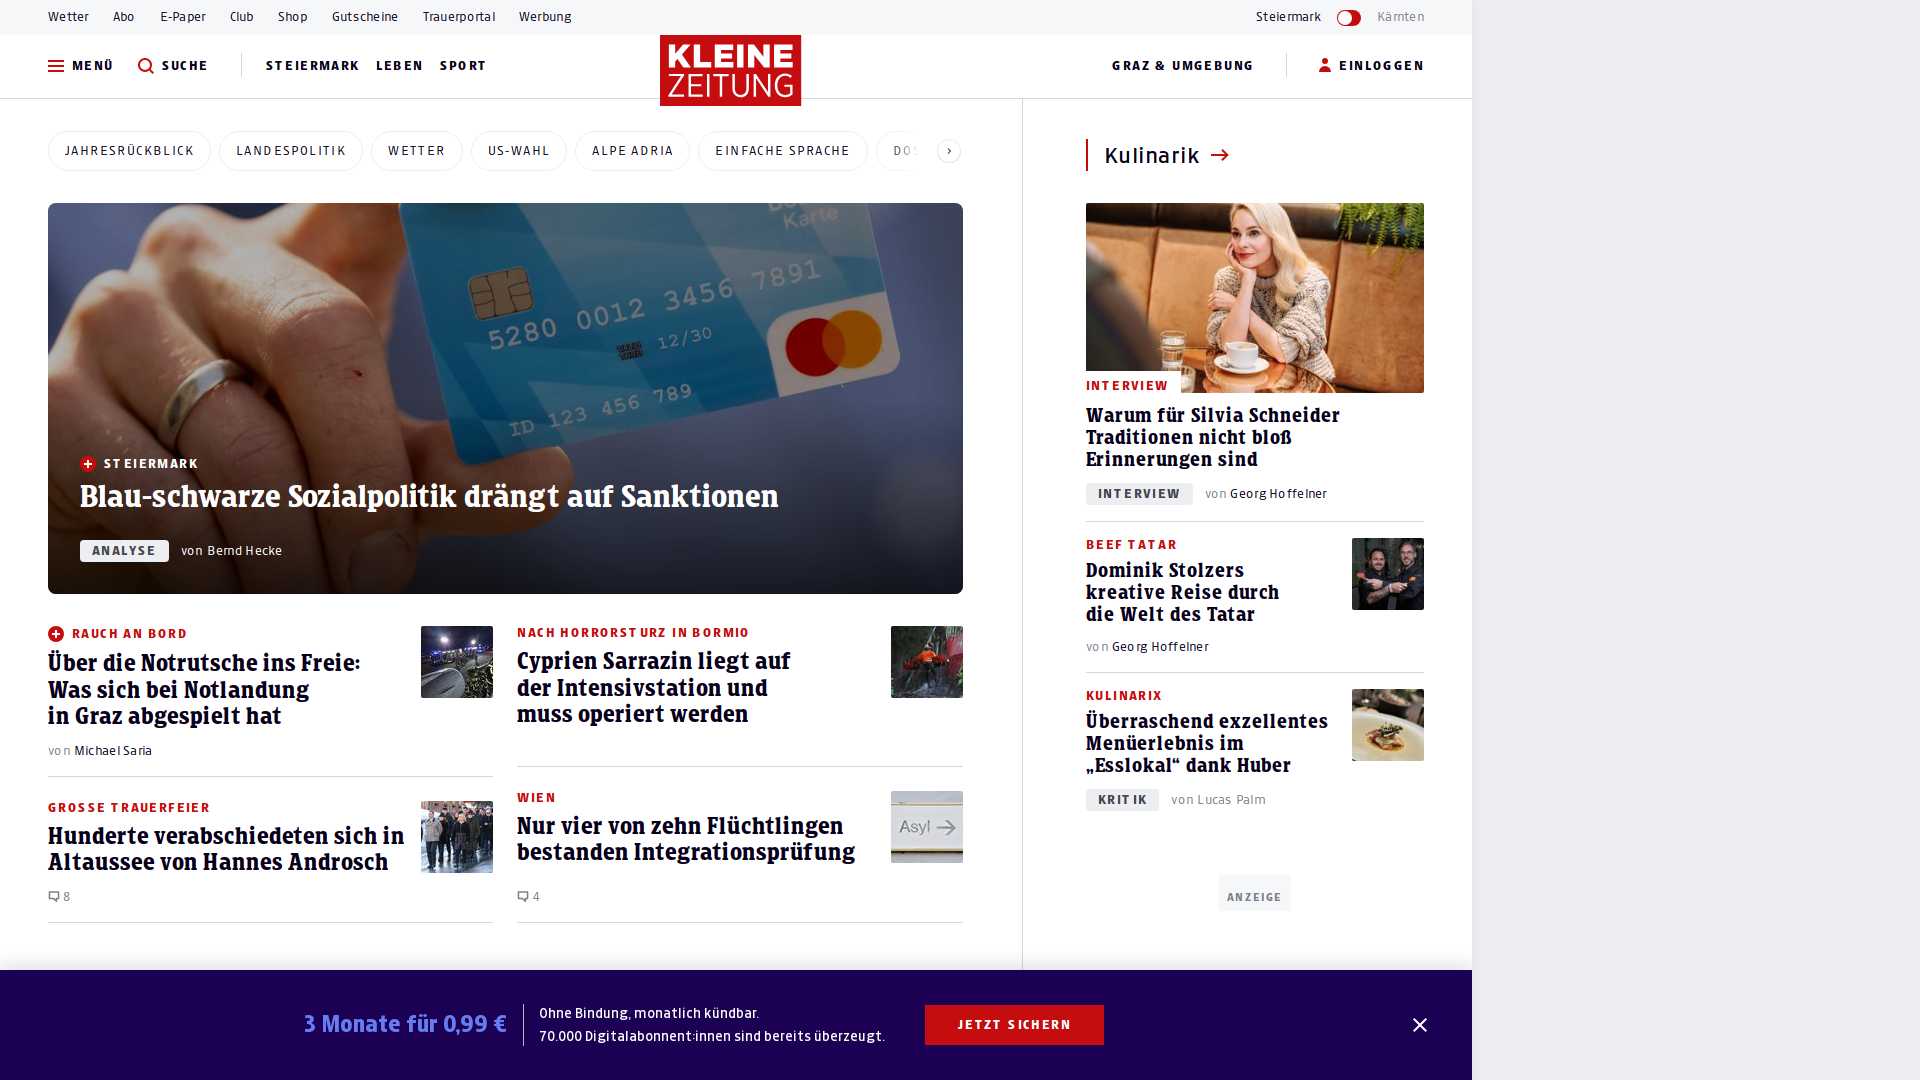 Wetter Abo E-Paper Club Shop Gutscheine Trauerportal Werbung Steiermark Kärnten
MENÜ SUCHE STEIERMARK LEBEN SPORT KLEINE ZEITUNG GRAZ & UMGEBUNG EINLOGGEN
JAHRESRÜCKBLICK LANDESPOLITIK WETTER US-WAHL ALPE ADRIA EINFACHE SPRACHE
Karte
5280 0012 3456 7891
12/30
ID 123 456 789
STEIERMARK
Blau-schwarze Sozialpolitik drängt auf Sanktionen
ANALYSE von Bernd Hecke
RAUCH AN BORD
Über die Notrutsche ins Freie:
Was sich bei Notlandung
in Graz abgespielt hat
von Michael Saria
NACH HORRORSTURZ IN BORMIO
Cyprien Sarrazin liegt auf
der Intensivstation und
muss operiert werden
GROSSE TRAUERFEIER
Hunderte verabschiedeten sich in
Altaussee von Hannes Androsch
8
WIEN
Nur vier von zehn Flüchtlingen
bestanden Integrationsprüfung
4
Asyl
Kulinarik
INTERVIEW
Warum für Silvia Schneider
Traditionen nicht bloß
Erinnerungen sind
INTERVIEW von Georg Hoffelner
BEEF TATAR
Dominik Stolzers
kreative Reise durch
die Welt des Tatar
von Georg Hoffelner
KULINARIX
Überraschend exzellentes
Menüerlebnis im
„Esslokal“ dank Huber
KRITIK von Lucas Palm
ANZEIGE
3 Monate für 0,99 €
Ohne Bindung, monatlich kündbar.
70.000 Digitalabonnent:innen sind bereits überzeugt.
JETZT SICHERN